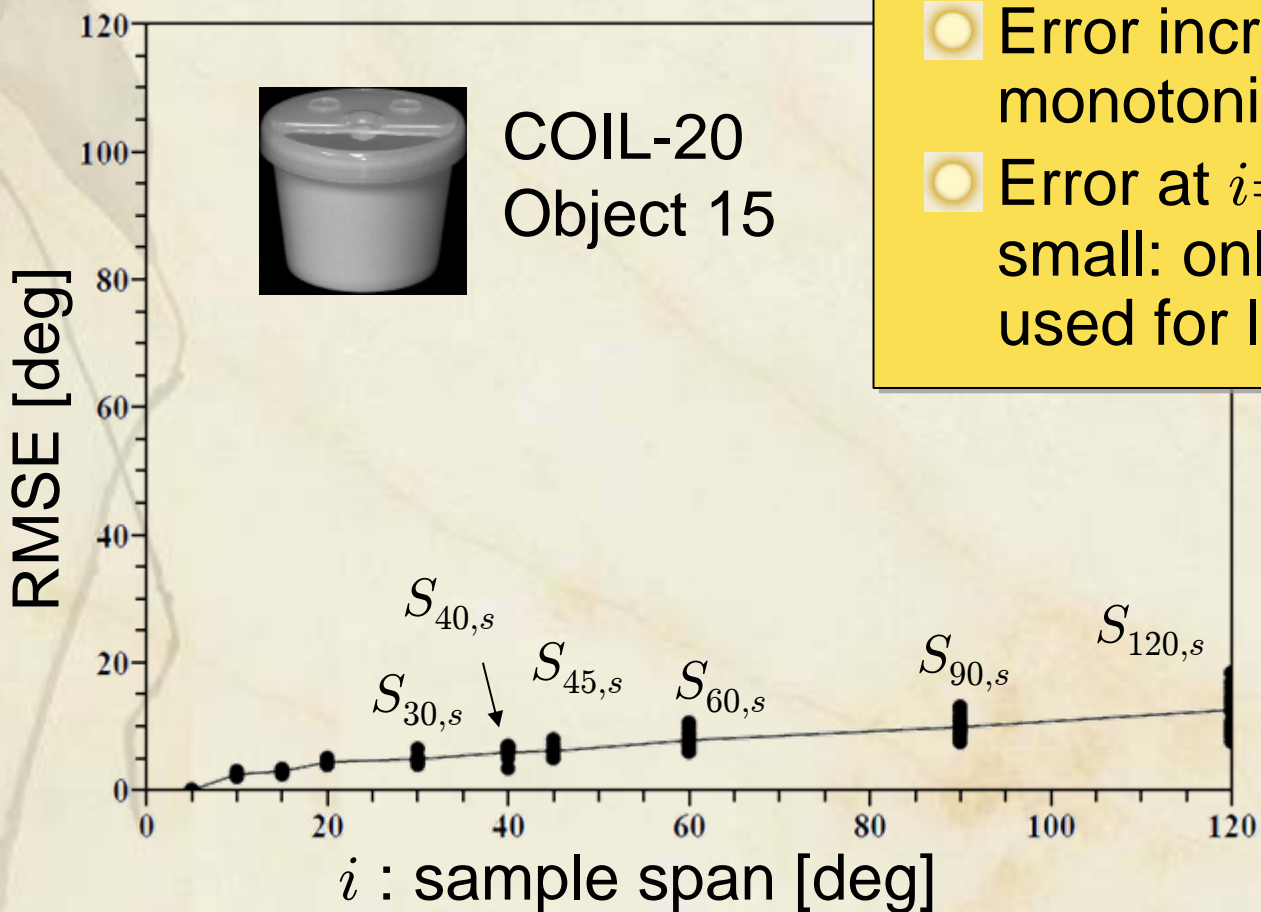 Error incr
monotoni
Error at i=
small: onl
used for l
COIL-20
Object 15
RMSE [deg]
120
100
80
60
40
20
0
S40,s
S30,s
S45,s
S60,s
S90,s
S120,s
0 20 40 60 80 100 120
i : sample span [deg]